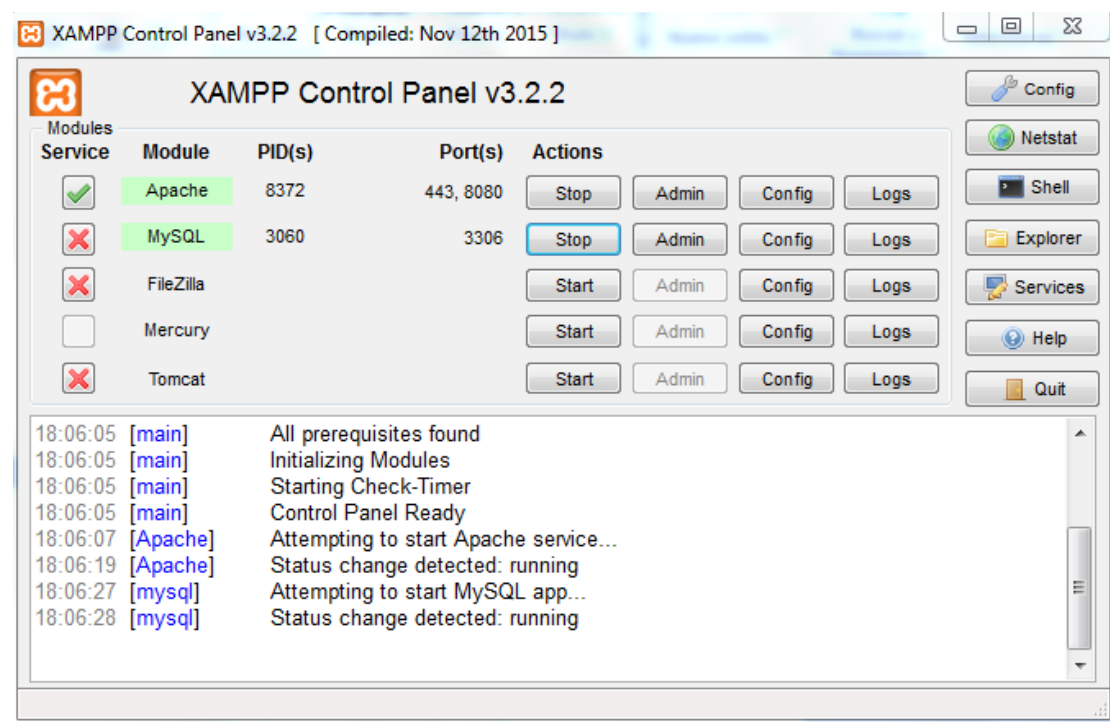 XAMPP Control Panel v3.2.2 [ Compiled: Nov 12th 2015 ]
XAMPP Control Panel v3.2.2
Config
Modules
Service Module PID(s) Port(s) Actions
Netstat
Apache 8372 443, 8080 Stop Admin Config Logs
Shell
MySQL 3060 3306 Stop Admin Config Logs
Explorer
FileZilla Start Admin Config Logs
Services
Mercury Start Admin Config Logs
Help
Tomcat Start Admin Config Logs
Quit
18:06:05 [main] All prerequisites found
18:06:05 [main] Initializing Modules
18:06:05 [main] Starting Check-Timer
18:06:05 [main] Control Panel Ready
18:06:07 [Apache] Attempting to start Apache service...
18:06:19 [Apache] Status change detected: running
18:06:27 [mysql] Attempting to start MySQL app...
18:06:28 [mysql] Status change detected: running